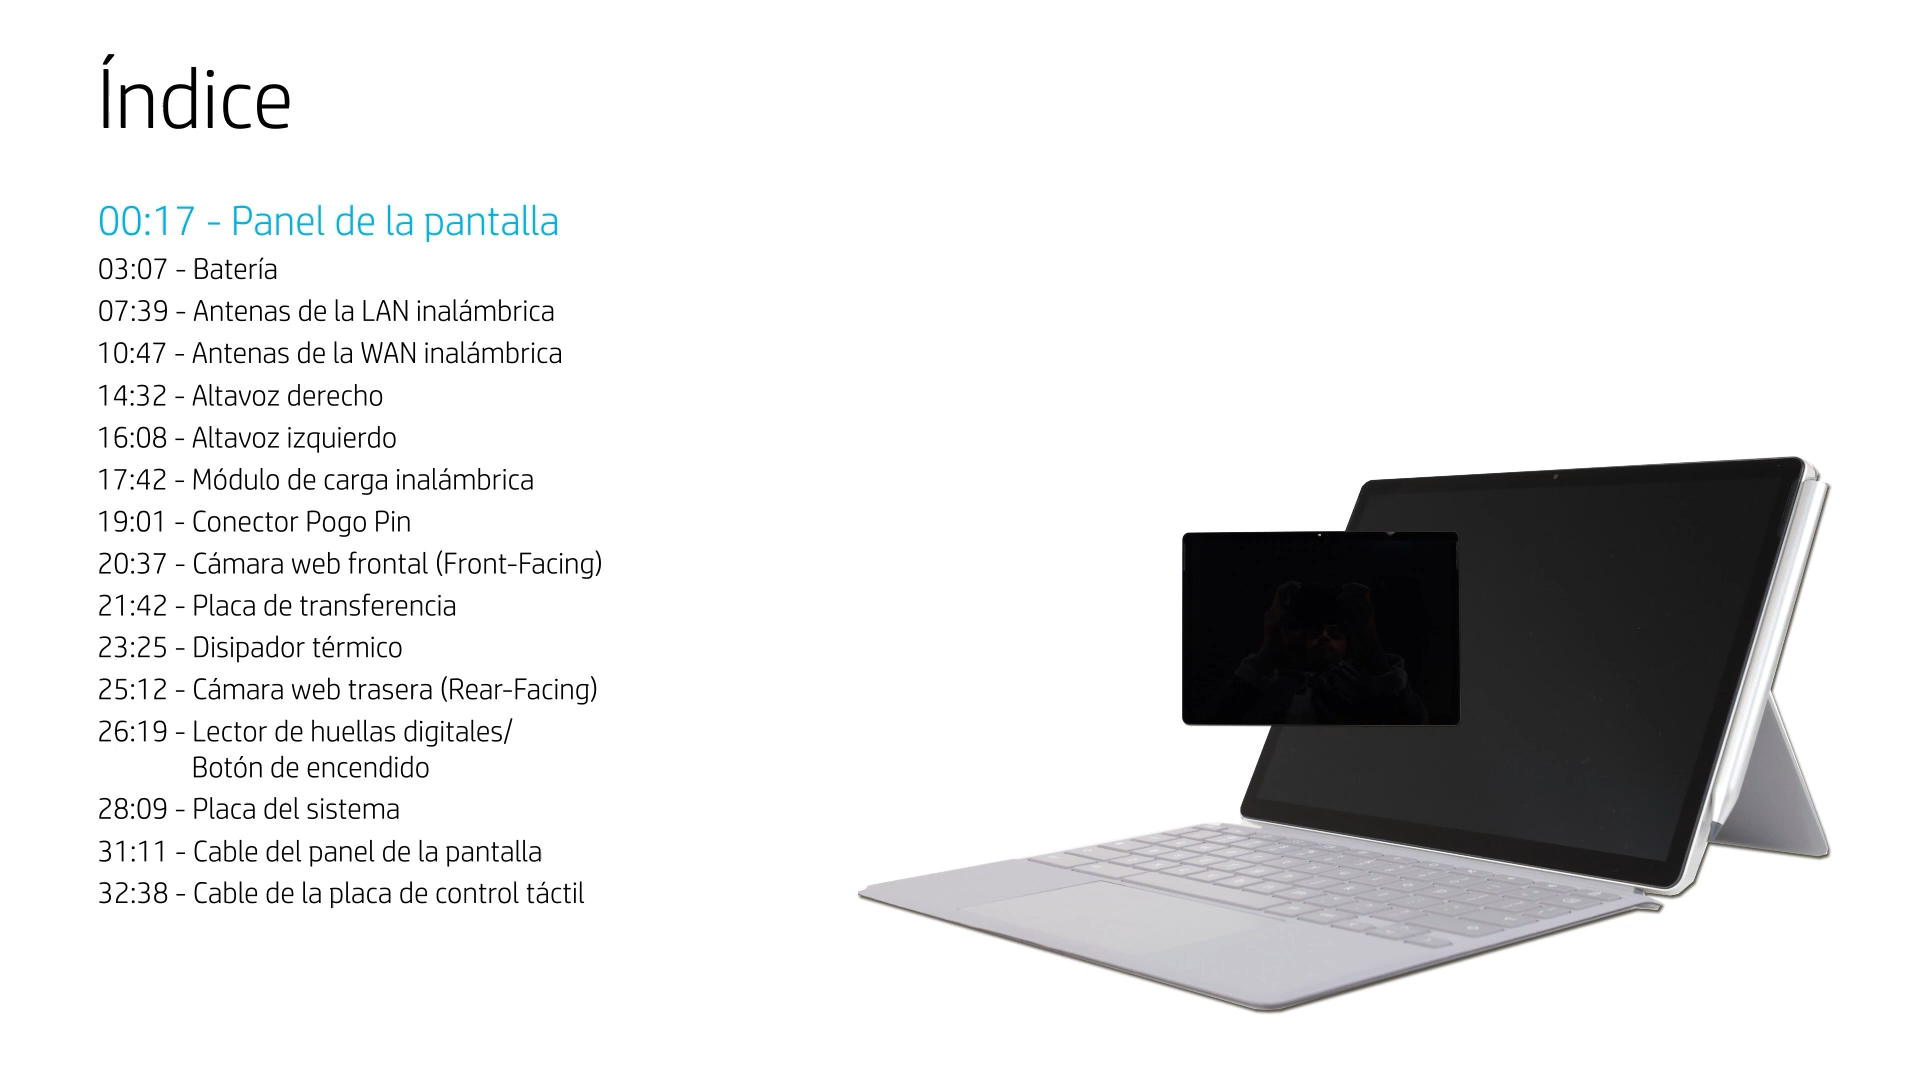 Índice
00:17 - Panel de la pantalla
03:07 - Batería
07:39 - Antenas de la LAN inalámbrica
10:47 - Antenas de la WAN inalámbrica
14:32 - Altavoz derecho
16:08 - Altavoz izquierdo
17:42 - Módulo de carga inalámbrica
19:01 - Conector Pogo Pin
20:37 - Cámara web frontal (Front-Facing)
21:42 - Placa de transferencia
23:25 - Disipador térmico
25:12 - Cámara web trasera (Rear-Facing)
26:19 - Lector de huellas digitales/
Botón de encendido
28:09 - Placa del sistema
31:11 - Cable del panel de la pantalla
32:38 - Cable de la placa de control táctil